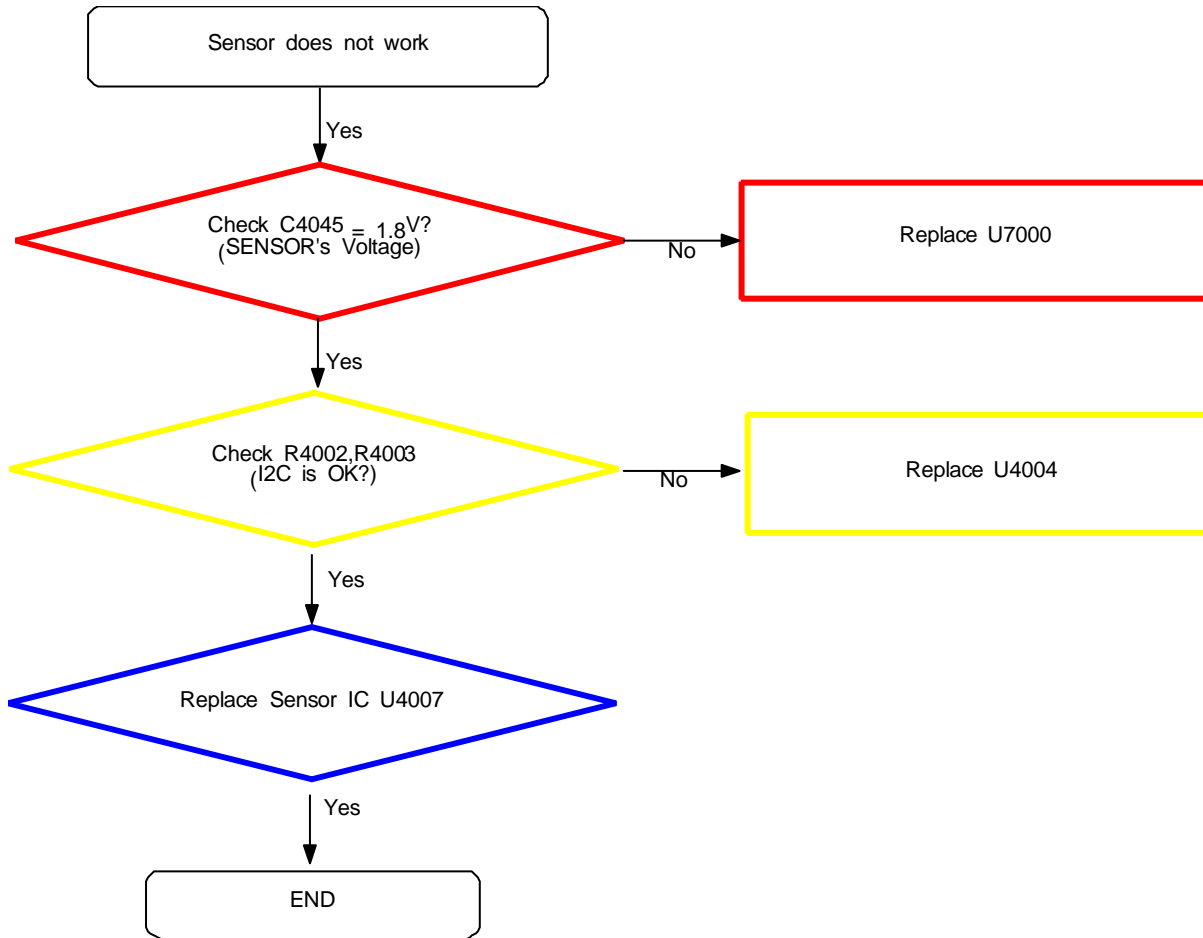 Sensor does not work
Yes
Check C4045 = 1.8V?
(SENSOR's Voltage)
No
Replace U7000
Yes
Check R4002,R4003
(I2C is OK?)
No
Replace U4004
Yes
Replace Sensor IC U4007
Yes
END